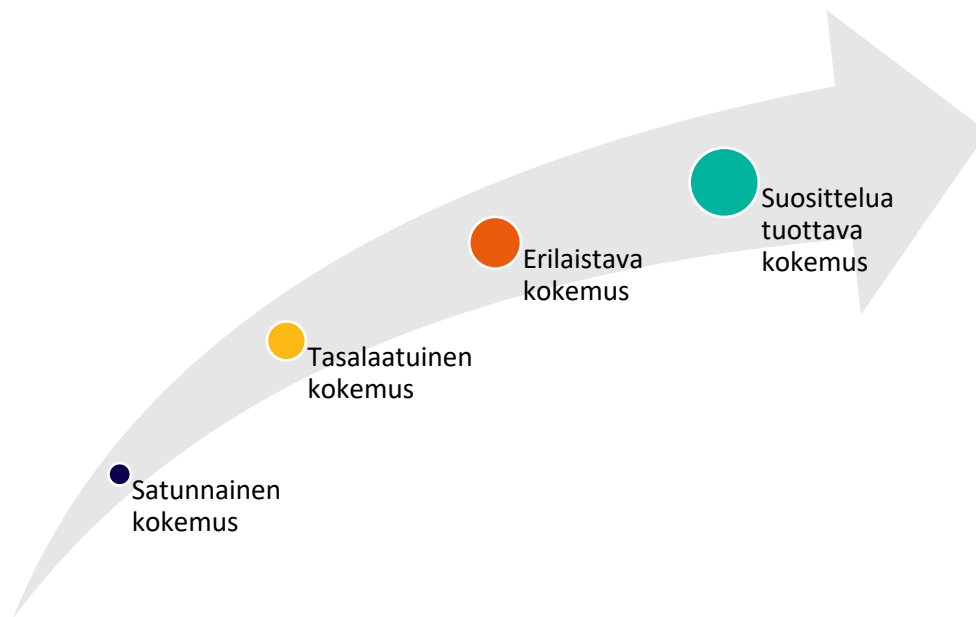 Suosittelua
tuottava
kokemus
Erilaistava
kokemus
Tasalaatuinen
kokemus
Satunnainen
kokemus